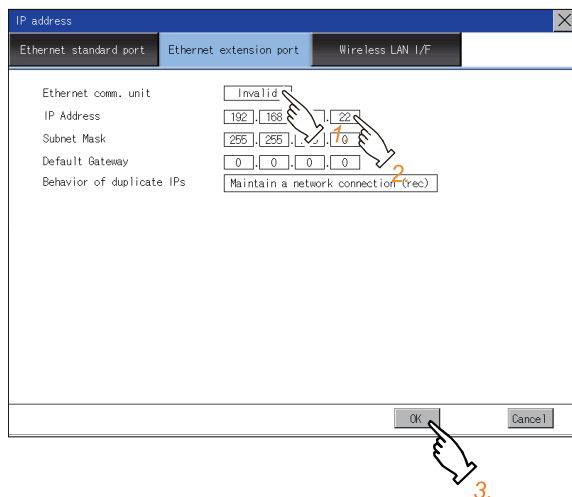 IP address
Ethernet standard port Ethernet extension port Wireless LAN I/F
Ethernet comm. unit Invalid
IP Address 192 . 168 . . 22
Subnet Mask 255 . 255 . . 0
Default Gateway 0 . 0 . 0 . 0
Behavior of duplicate IPs Maintain a network connection (rec)
1.
2.
OK Cancel
3.